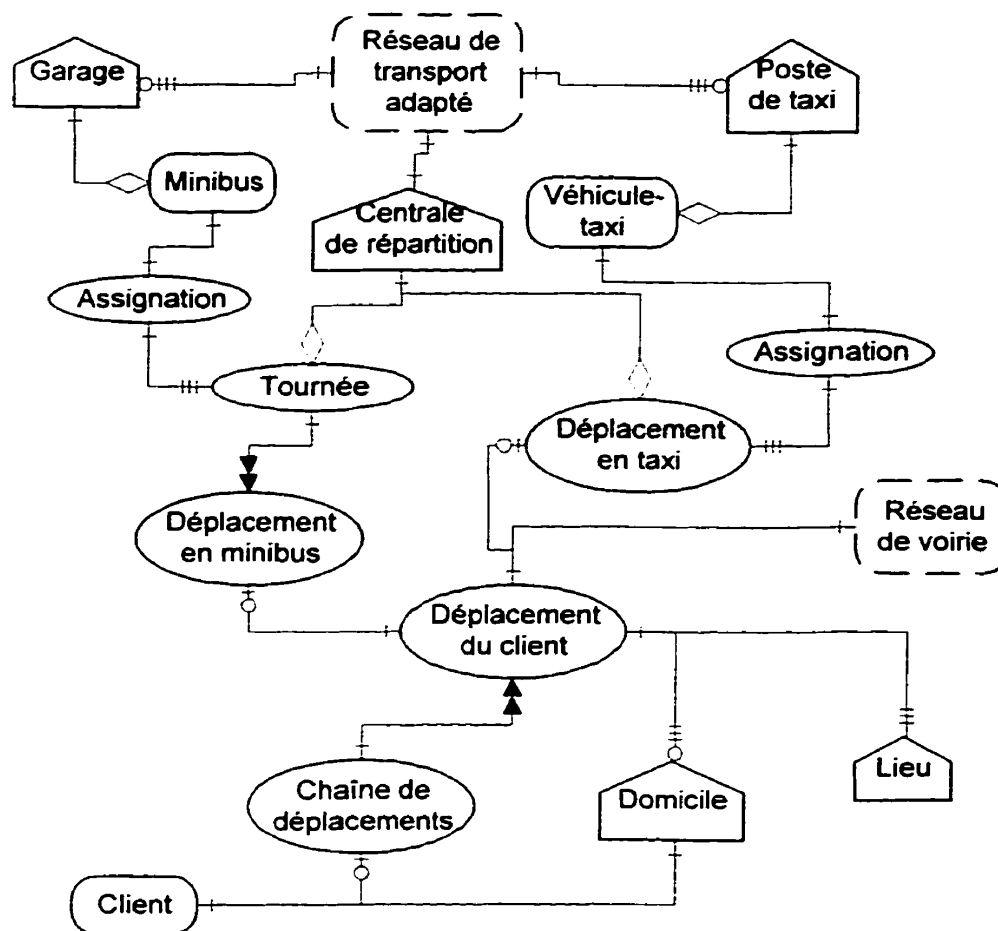 Garage
Réseau de
transport
adapté
Poste
de taxi
Minibus
Véhicule-
taxi
Centrale
de répartition
Assignation
Assignation
Tournée
Déplacement
en taxi
Déplacement
en minibus
Réseau
de voirie
Déplacement
du client
Chaîne de
déplacements
Domicile
Lieu
Client